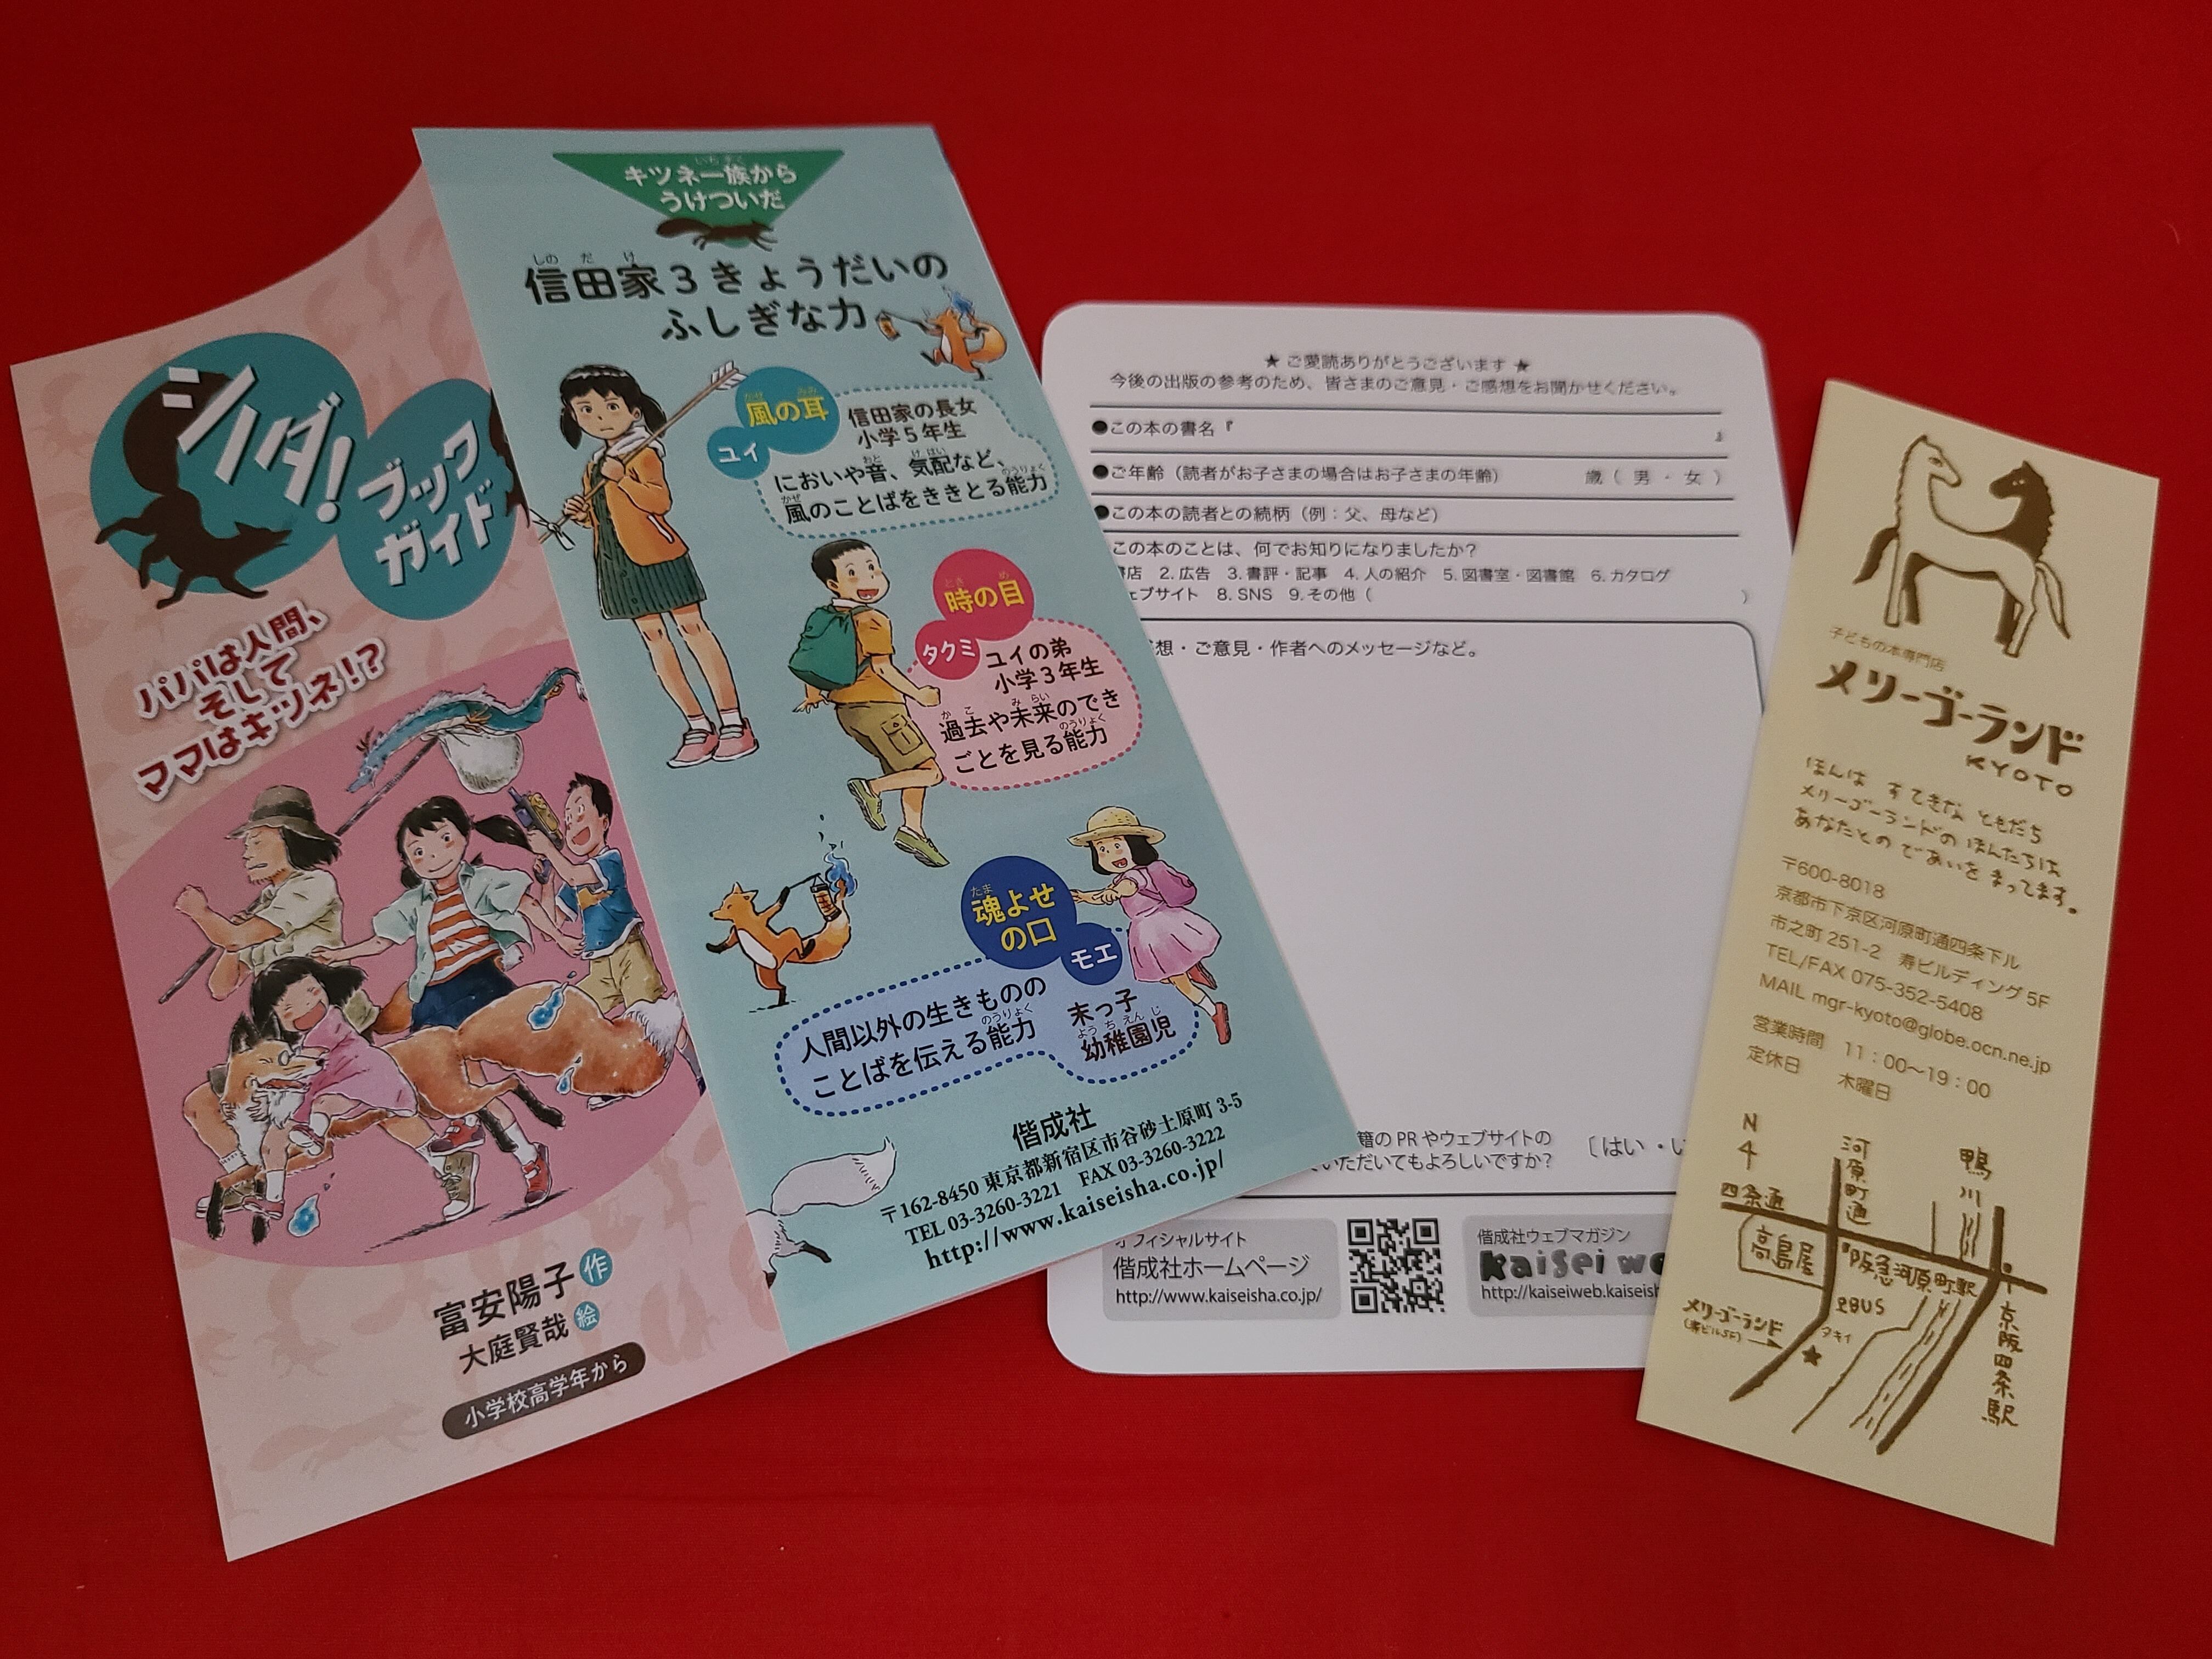 シノダ!
ブック
ガイド
パパは人間、
そして
ママはキツネ!?
富安陽子 作
大庭賢哉 絵
小学校高学年から
キツネ一族から
うけついだ
信田家3きょうだいの
ふしぎな力
風の耳
ユイ
信田家の長女
小学5年生
においや音、気配など、
風のことばをききとる能力
時の目
タクミ
ユイの弟
小学3年生
過去や未来のでき
ごとを見る能力
魂よせ
の口
モエ
末っ子
幼稚園児
人間以外の生きものの
ことばを伝える能力
偕成社
〒162-8450 東京都新宿区市谷砂土原町 3-5
TEL 03-3260-3221 FAX 03-3260-3222
http://www.kaiseisha.co.jp/
★ ご愛読ありがとうございます ★
今後の出版の参考のため、皆さまのご意見・ご感想をお聞かせください。
●この本の書名『 』
●ご年齢（読者がお子さまの場合はお子さまの年齢） 歳（ 男 ・ 女 ）
●この本の読者との続柄（例：父、母など）
この本のことは、何でお知りになりましたか？
書店 2. 広告 3. 書評・記事 4. 人の紹介 5. 図書室・図書館 6. カタログ
ェブサイト 8. SNS 9. その他（ ）
想・ご意見・作者へのメッセージなど。
籍の PR やウェブサイトの
いただいてもよろしいですか？ 〔はい ・い
オフィシャルサイト
偕成社ホームページ
http://www.kaiseisha.co.jp/
偕成社ウェブマガジン
kaisei we
http://kaiseiweb.kaiseish
子どもの本専門店
メリーゴーランド
KYOTO
ほんは すてきな ともだち
メリーゴーランドの ほんたちは
あなたとの であいを まってます。
〒600-8018
京都市下京区河原町通四条下ル
市之町 251-2 寿ビルディング 5F
TEL/FAX 075-352-5408
MAIL mgr-kyoto@globe.ocn.ne.jp
営業時間 11：00〜19：00
定休日 木曜日
N
四条通
河原町通
鴨川
高島屋
阪急河原町駅
OPA
BUS
メリーゴーランド
(寿ビル5F)
タキイ
京阪四条駅